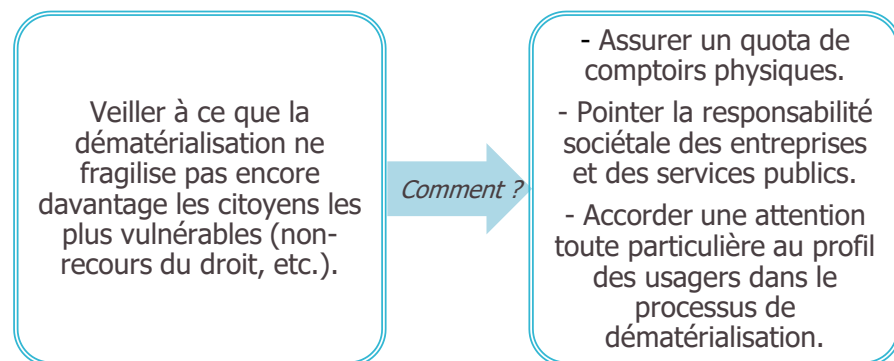 Veiller à ce que la
dématérialisation ne
fragilise pas encore
davantage les citoyens les
plus vulnérables (non-
recours du droit, etc.).
Comment ?
- Assurer un quota de
comptoirs physiques.
- Pointer la responsabilité
sociétale des entreprises
et des services publics.
- Accorder une attention
toute particulière au profil
des usagers dans le
processus de
dématérialisation.